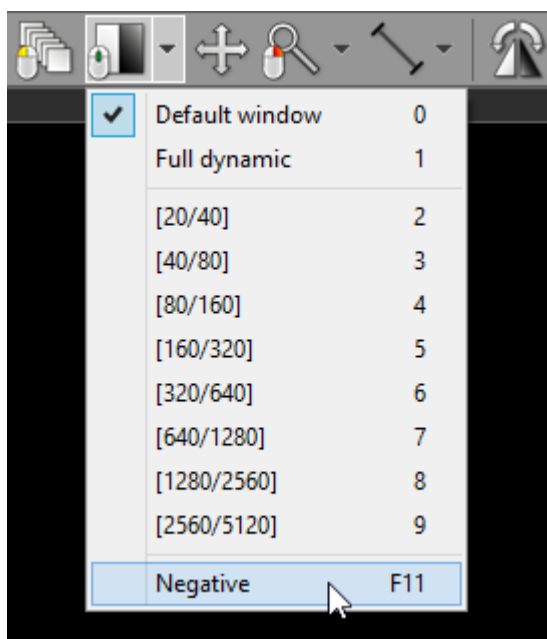 Default window 0
Full dynamic 1
[20/40] 2
[40/80] 3
[80/160] 4
[160/320] 5
[320/640] 6
[640/1280] 7
[1280/2560] 8
[2560/5120] 9
Negative F11